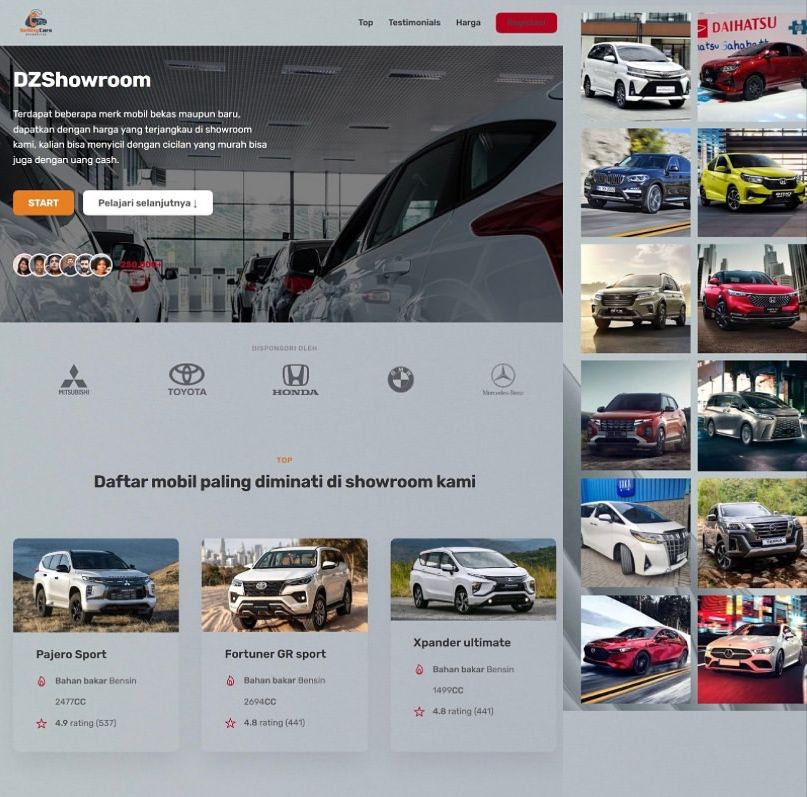 SellingCars
Top
Testimonials
Harga
Registrasi
DZShowroom
Terdapat beberapa merk mobil bekas maupun baru,
dapatkan dengan harga yang terjangkau di showroom
kami, kalian bisa menyicil dengan cicilan yang murah bisa
juga dengan uang cash.
START
Pelajari selanjutnya ↓
250,000+
DISPONSORI OLEH
MITSUBISHI
TOYOTA
HONDA
BMW
Mercedes-Benz
TOP
Daftar mobil paling diminati di showroom kami
Pajero Sport
Bahan bakar Bensin
2477CC
4.9 rating (537)
Fortuner GR sport
Bahan bakar Bensin
2694CC
4.8 rating (441)
Xpander ultimate
Bahan bakar Bensin
1499CC
4.8 rating (441)
DAIHATSU
TERRA